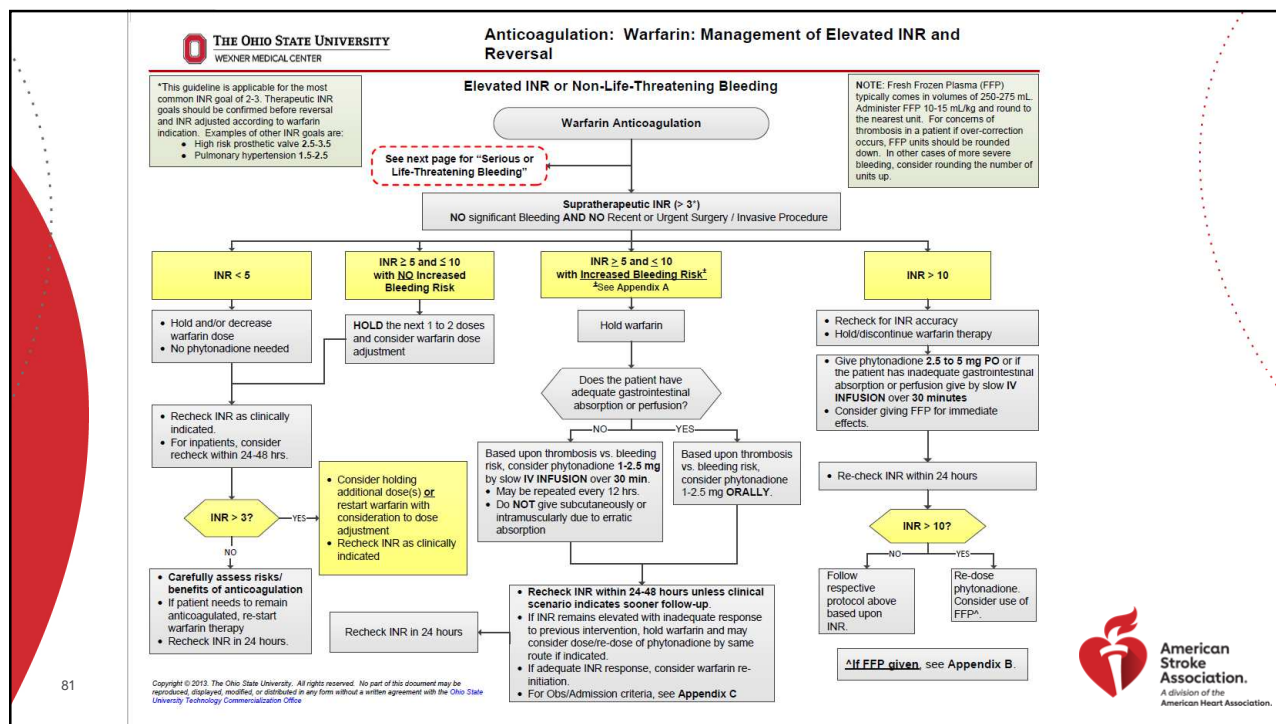 THE OHIO STATE UNIVERSITY
WEXNER MEDICAL CENTER
Anticoagulation: Warfarin: Management of Elevated INR and
Reversal
*This guideline is applicable for the most
common INR goal of 2-3. Therapeutic INR
goals should be confirmed before reversal
and INR adjusted according to warfarin
indication. Examples of other INR goals are:
● High risk prosthetic valve 2.5-3.5
● Pulmonary hypertension 1.5-2.5
Elevated INR or Non-Life-Threatening Bleeding
NOTE: Fresh Frozen Plasma (FFP)
typically comes in volumes of 250-275 mL.
Administer FFP 10-15 mL/kg and round to
the nearest unit. For concerns of
thrombosis in a patient if over-correction
occurs, FFP units should be rounded
down. In other cases of more severe
bleeding, consider rounding the number of
units up.
Warfarin Anticoagulation
See next page for “Serious or
Life-Threatening Bleeding”
Supratherapeutic INR (> 3*)
NO significant Bleeding AND NO Recent or Urgent Surgery / Invasive Procedure
INR < 5
INR ≥ 5 and ≤ 10
with NO Increased
Bleeding Risk
INR ≥ 5 and ≤ 10
with Increased Bleeding Risk‡
‡See Appendix A
INR > 10
● Hold and/or decrease
warfarin dose
● No phytonadione needed
HOLD the next 1 to 2 doses
and consider warfarin dose
adjustment
Hold warfarin
● Recheck for INR accuracy
● Hold/discontinue warfarin therapy
Does the patient have
adequate gastrointestinal
absorption or perfusion?
● Give phytonadione 2.5 to 5 mg PO or if
the patient has inadequate gastrointestinal
absorption or perfusion give by slow IV
INFUSION over 30 minutes
● Consider giving FFP for immediate
effects.
● Recheck INR as clinically
indicated.
● For inpatients, consider
recheck within 24-48 hrs.
NO
YES
Based upon thrombosis vs. bleeding
risk, consider phytonadione 1-2.5 mg
by slow IV INFUSION over 30 min.
● May be repeated every 12 hrs.
● Do NOT give subcutaneously or
intramuscularly due to erratic
absorption
Based upon thrombosis
vs. bleeding risk,
consider phytonadione
1-2.5 mg ORALLY.
● Re-check INR within 24 hours
INR > 3?
YES
● Consider holding
additional dose(s) or
restart warfarin with
consideration to dose
adjustment
● Recheck INR as clinically
indicated
INR > 10?
NO
NO
YES
● Carefully assess risks/
benefits of anticoagulation
● If patient needs to remain
anticoagulated, re-start
warfarin therapy
● Recheck INR in 24 hours.
Recheck INR in 24 hours
● Recheck INR within 24-48 hours unless clinical
scenario indicates sooner follow-up.
● If INR remains elevated with inadequate response
to previous intervention, hold warfarin and may
consider dose/re-dose of phytonadione by same
route if indicated.
● If adequate INR response, consider warfarin re-
initiation.
● For Obs/Admission criteria, see Appendix C
Follow
respective
protocol above
based upon
INR.
Re-dose
phytonadione.
Consider use of
FFP^.
^If FFP given, see Appendix B.
81
Copyright © 2013. The Ohio State University. All rights reserved. No part of this document may be
reproduced, displayed, modified, or distributed in any form without a written agreement with the Ohio State
University Technology Commercialization Office
American
Stroke
Association.
A division of the
American Heart Association.